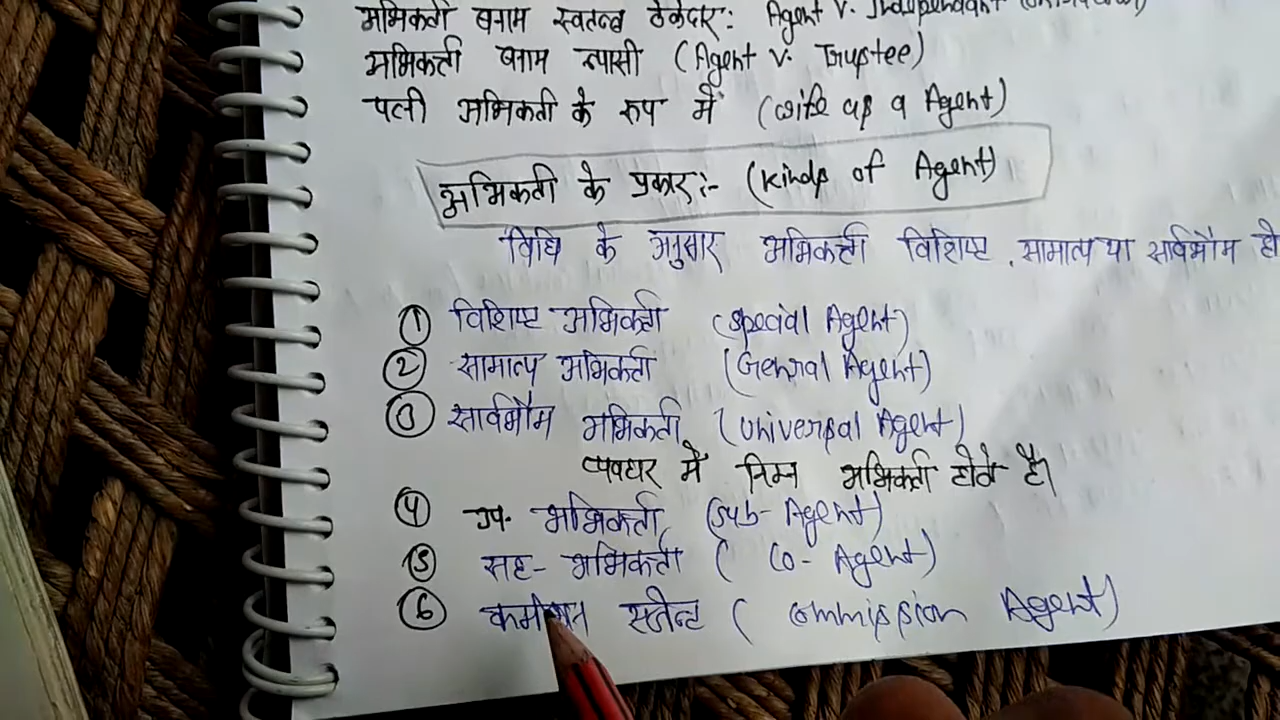 अभिकर्ता बनाम स्वतन्त्र ठेकेदार: Agent V. Independant
अभिकर्ता बनाम न्यासी (Agent V. Trustee)
पत्नी अभिकर्ता के रूप में (wife as a Agent)
अभिकर्ता के प्रकार:- (Kinds of Agent)
विधि के अनुसार अभिकर्ता विशिष्ट, सामान्य या सार्वभौम हो
① विशिष्ट अभिकर्ता (Special Agent)
② सामान्य अभिकर्ता (General Agent)
③ सार्वभौम अभिकर्ता (Universal Agent)
व्यवहार में निम्न अभिकर्ता होते हैं।
④ उप- अभिकर्ता (Sub- Agent)
⑤ सह- अभिकर्ता ( Co- Agent)
⑥ कमीशन एजेन्ट ( Commission Agent)